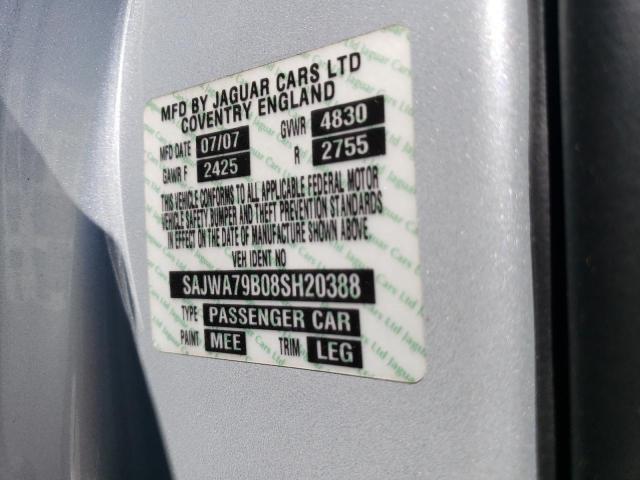 MFD BY JAGUAR CARS LTD
COVENTRY ENGLAND
MFD DATE 07/07 GVWR 4830
GAWR F 2425 R 2755
THIS VEHICLE CONFORMS TO ALL APPLICABLE FEDERAL MOTOR
VEHICLE SAFETY BUMPER AND THEFT PREVENTION STANDARDS
IN EFFECT ON THE DATE OF MANUFACTURE SHOWN ABOVE.
VEH IDENT NO
SAJWA79B08SH20388
TYPE PASSENGER CAR
PAINT MEE TRIM LEG